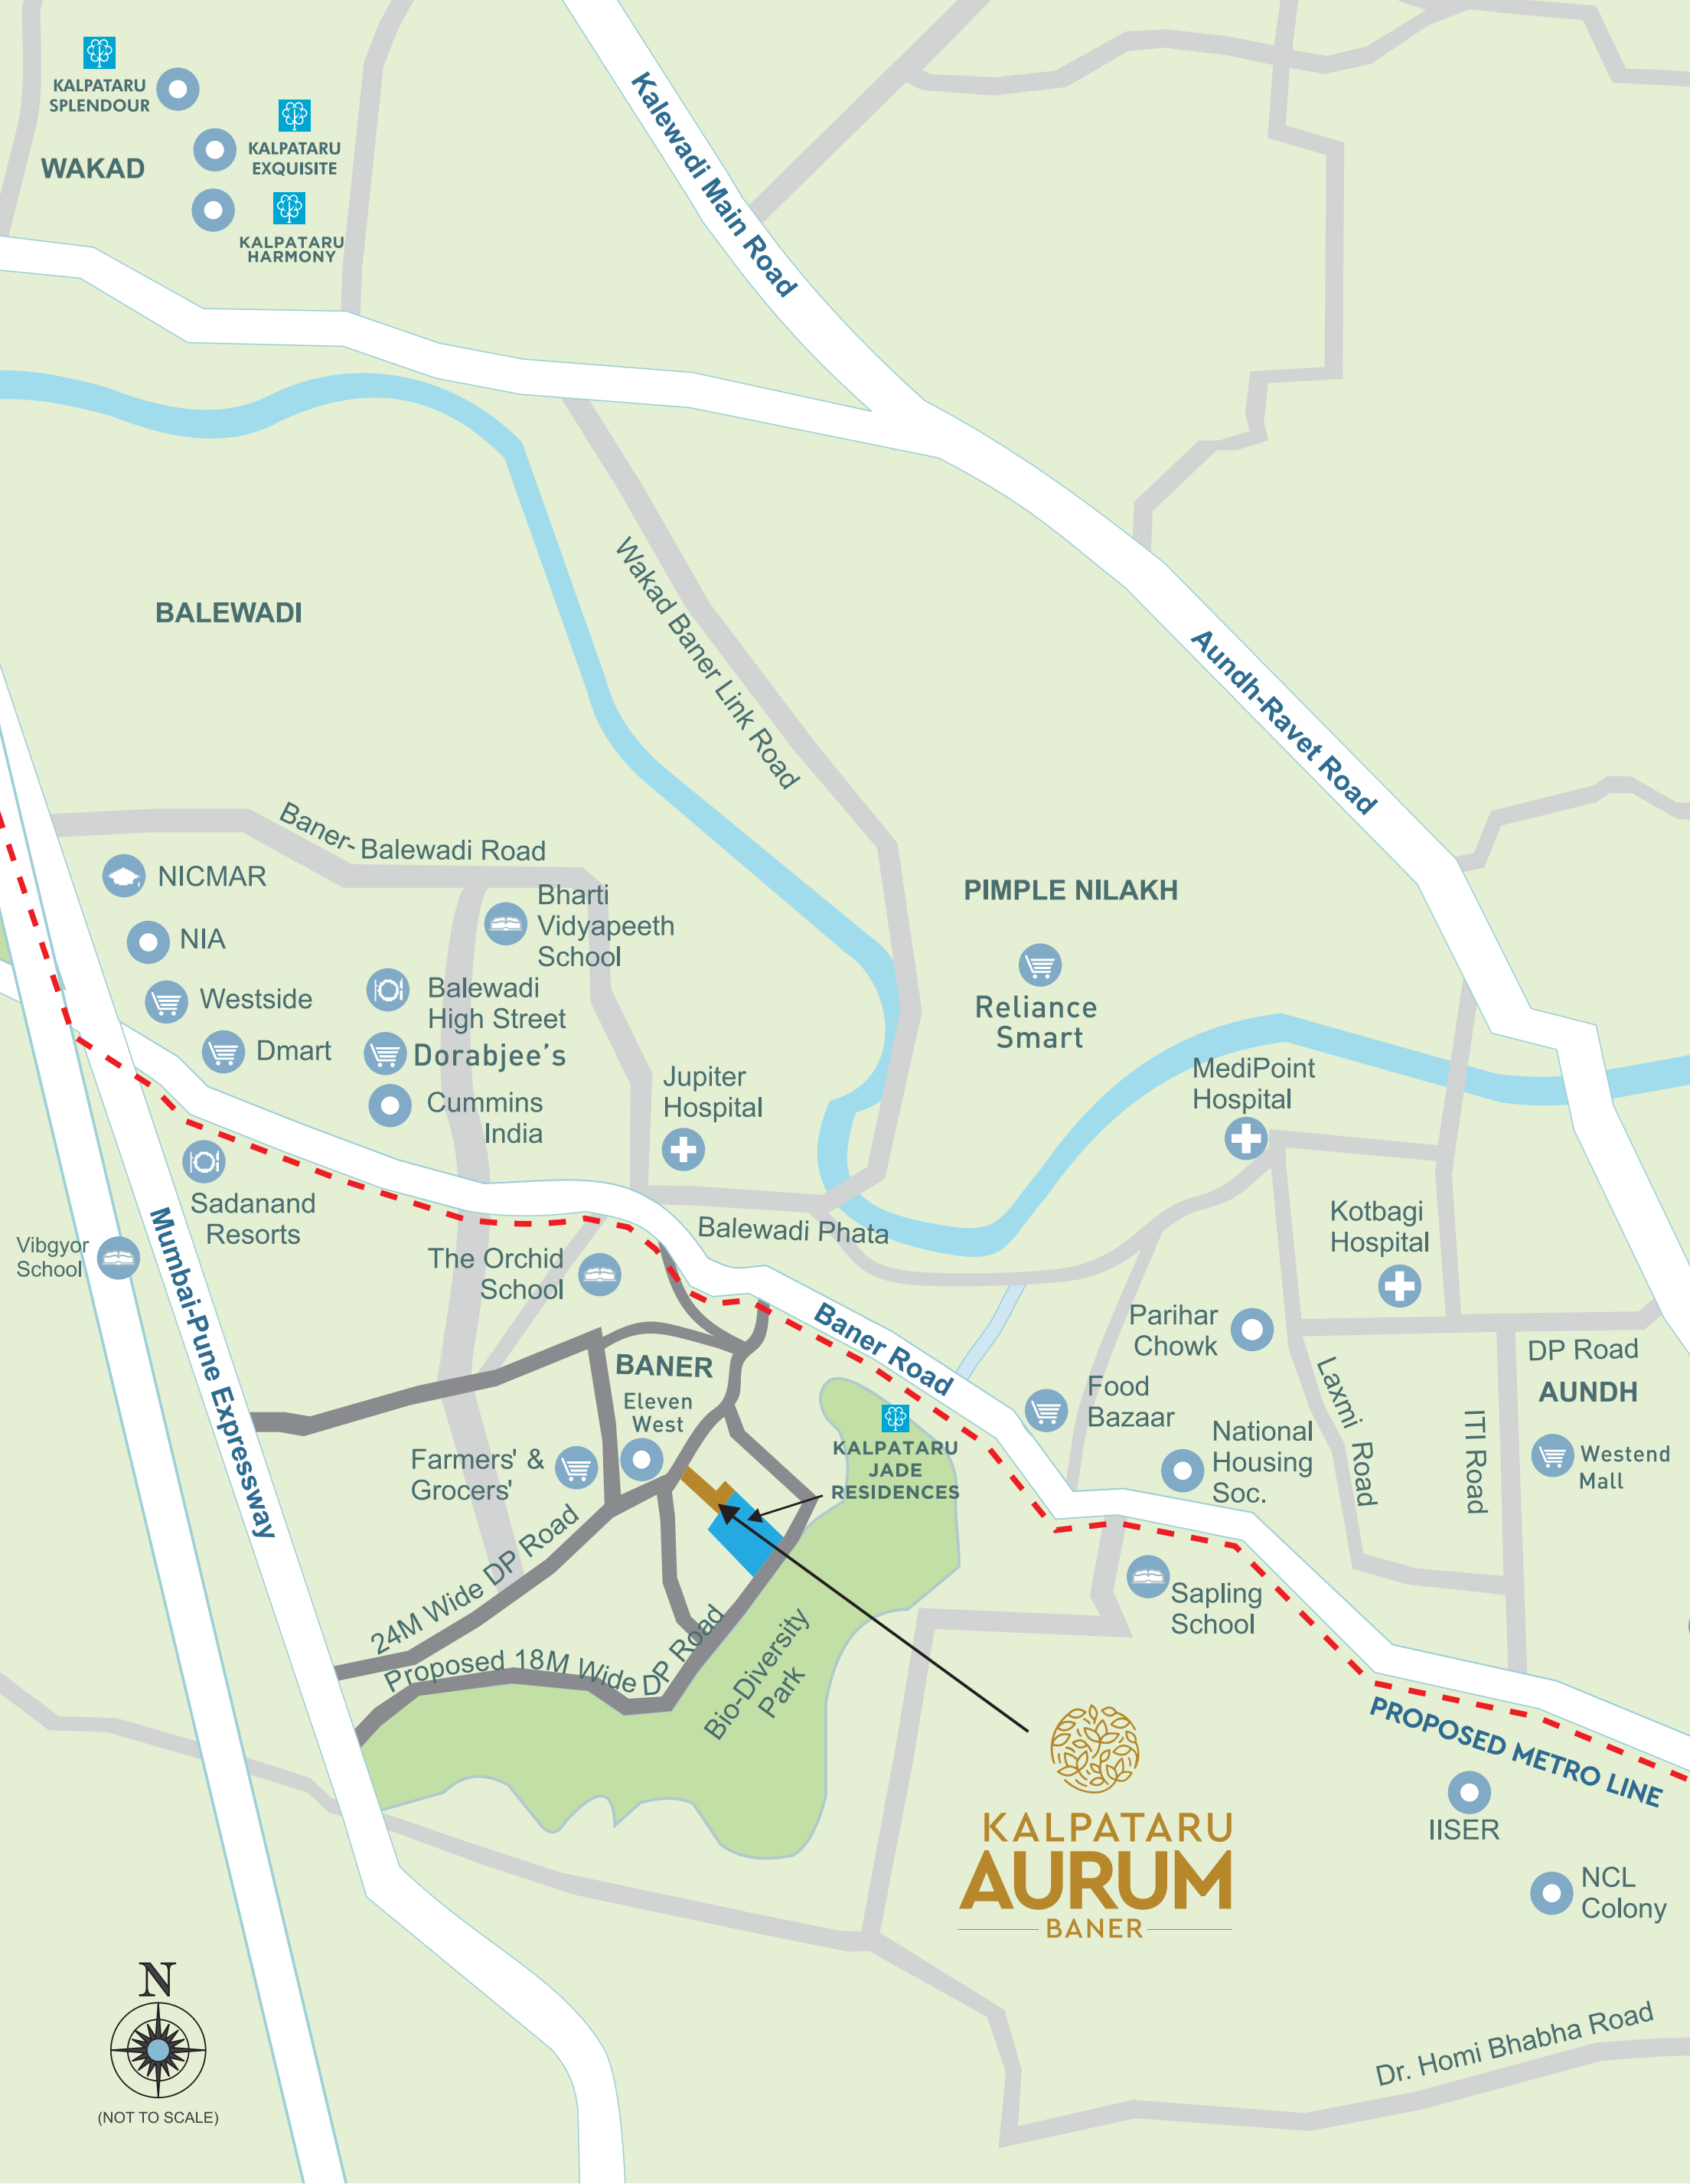 KALPATARU
SPLENDOUR
KALPATARU
EXQUISITE
WAKAD
KALPATARU
HARMONY
Kalewadi Main Road
Wakad Baner Link Road
BALEWADI
Aundh-Ravet Road
Baner-Balewadi Road
NICMAR
Bharti
Vidyapeeth
School
PIMPLE NILAKH
NIA
Westside
Balewadi
High Street
Reliance
Smart
Dmart
Dorabjee's
Jupiter
Hospital
MediPoint
Hospital
Cummins
India
Sadanand
Resorts
Balewadi Phata
Kotbagi
Hospital
Vibgyor
School
Mumbai-Pune Expressway
The Orchid
School
Baner Road
Parihar
Chowk
DP Road
BANER
AUNDH
Eleven
West
Food
Bazaar
Laxmi Road
ITI Road
KALPATARU
JADE
RESIDENCES
National
Housing
Soc.
Westend
Mall
Farmers' &
Grocers'
24M Wide DP Road
Sapling
School
Proposed 18M Wide DP Road
Bio-Diversity
Park
PROPOSED METRO LINE
KALPATARU
AURUM
BANER
IISER
NCL
Colony
N
(NOT TO SCALE)
Dr. Homi Bhabha Road